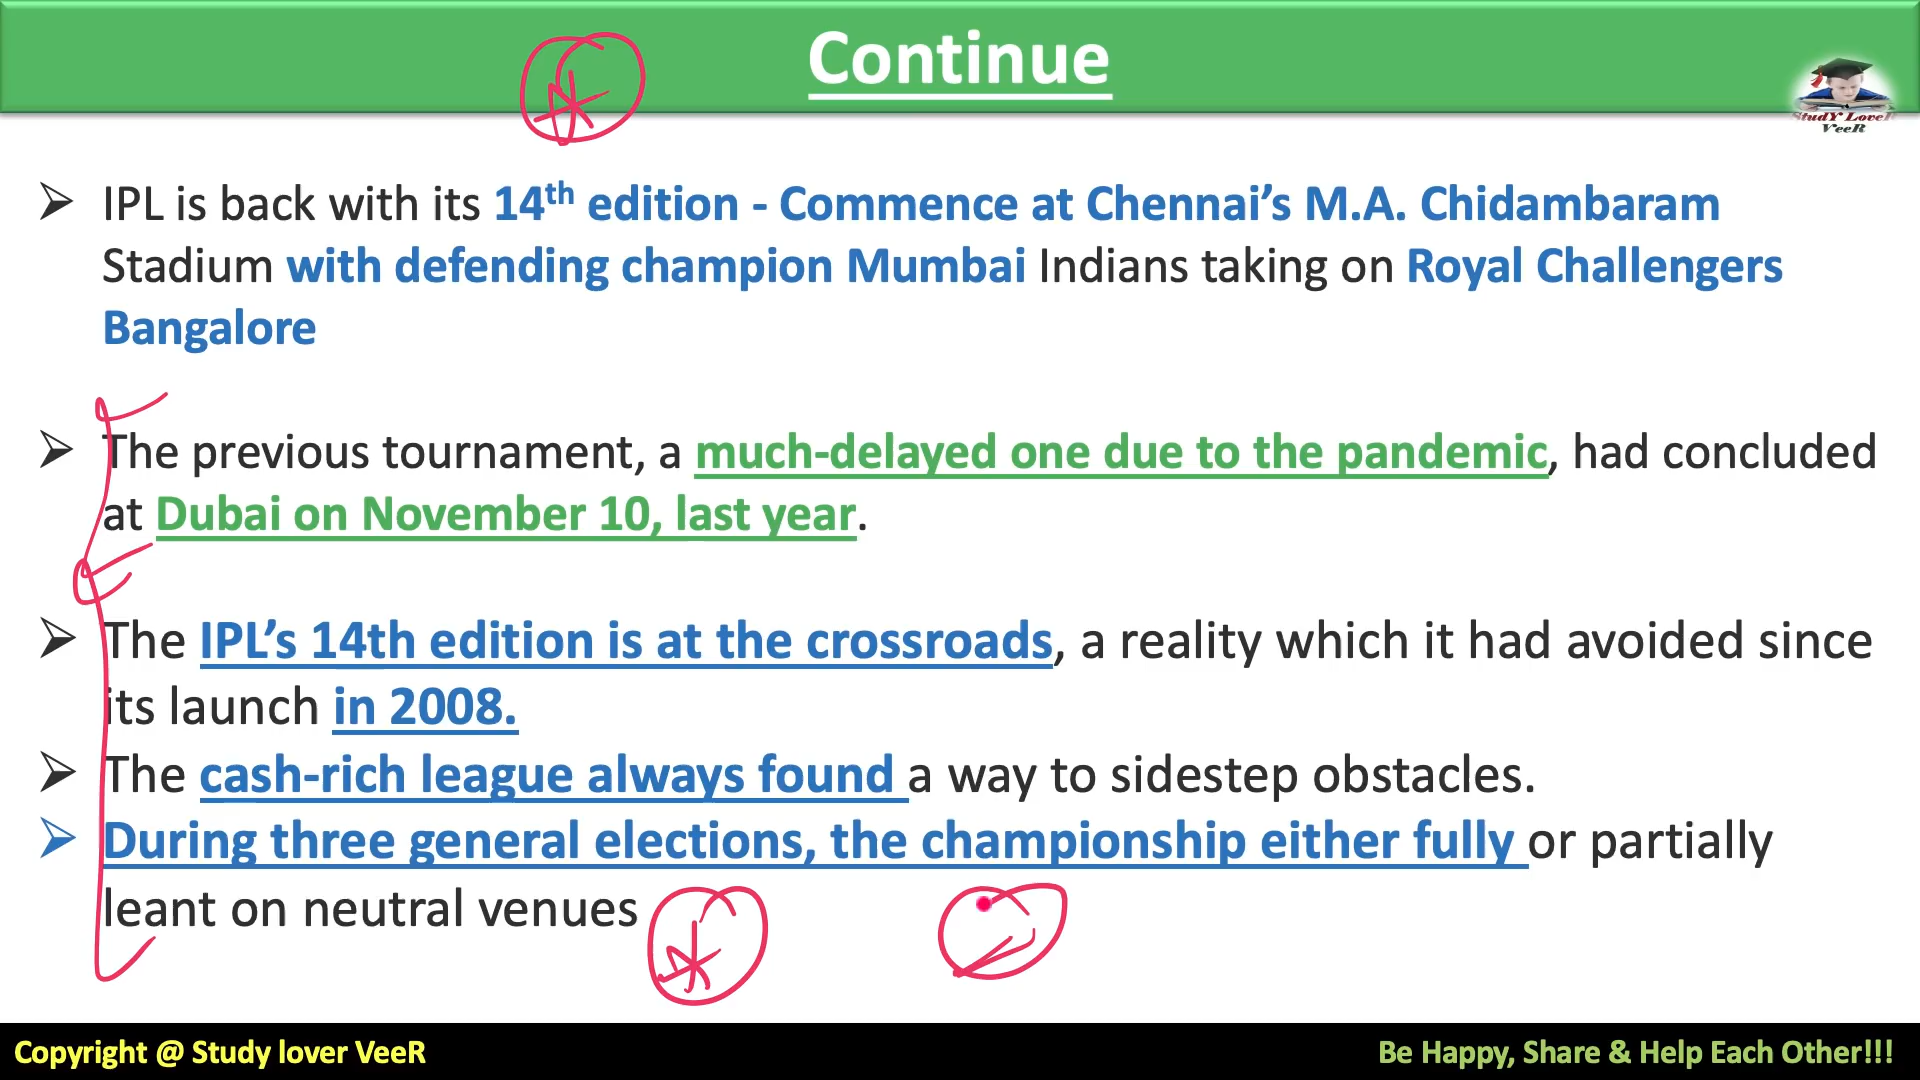 Continue
StudY LoveR
VeeR
IPL is back with its 14th edition - Commence at Chennai’s M.A. Chidambaram
Stadium with defending champion Mumbai Indians taking on Royal Challengers
Bangalore
The previous tournament, a much-delayed one due to the pandemic, had concluded
at Dubai on November 10, last year.
The IPL’s 14th edition is at the crossroads, a reality which it had avoided since
its launch in 2008.
The cash-rich league always found a way to sidestep obstacles.
During three general elections, the championship either fully or partially
leant on neutral venues
Copyright @ Study lover VeeR
Be Happy, Share & Help Each Other!!!